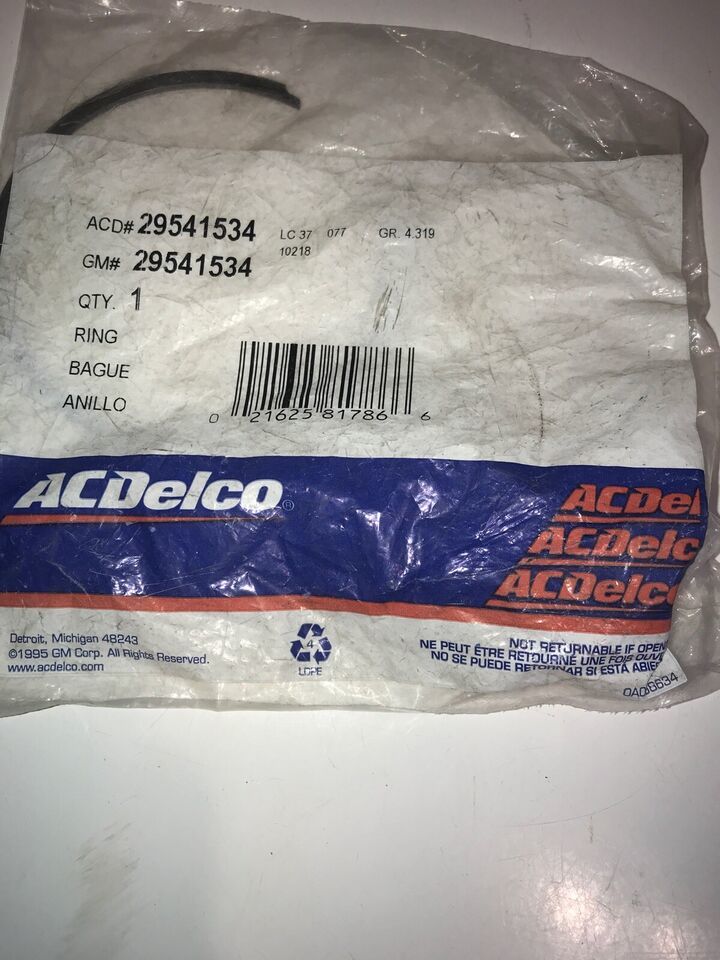 ACD# 29541534 LC 37 077 GR. 4.319
10218
GM# 29541534
QTY. 1
RING
BAGUE
ANILLO
0 21625 81786 6
ACDelco®
ACDel
ACDelc
ACDelco
Detroit, Michigan 48243
©1995 GM Corp. All Rights Reserved.
www.acdelco.com
4
LDPE
NOT RETURNABLE IF OPEN
NE PEUT ÊTRE RETOURNÉ UNE FOIS OUVE
NO SE PUEDE RETORNAR SI ESTÁ ABIE